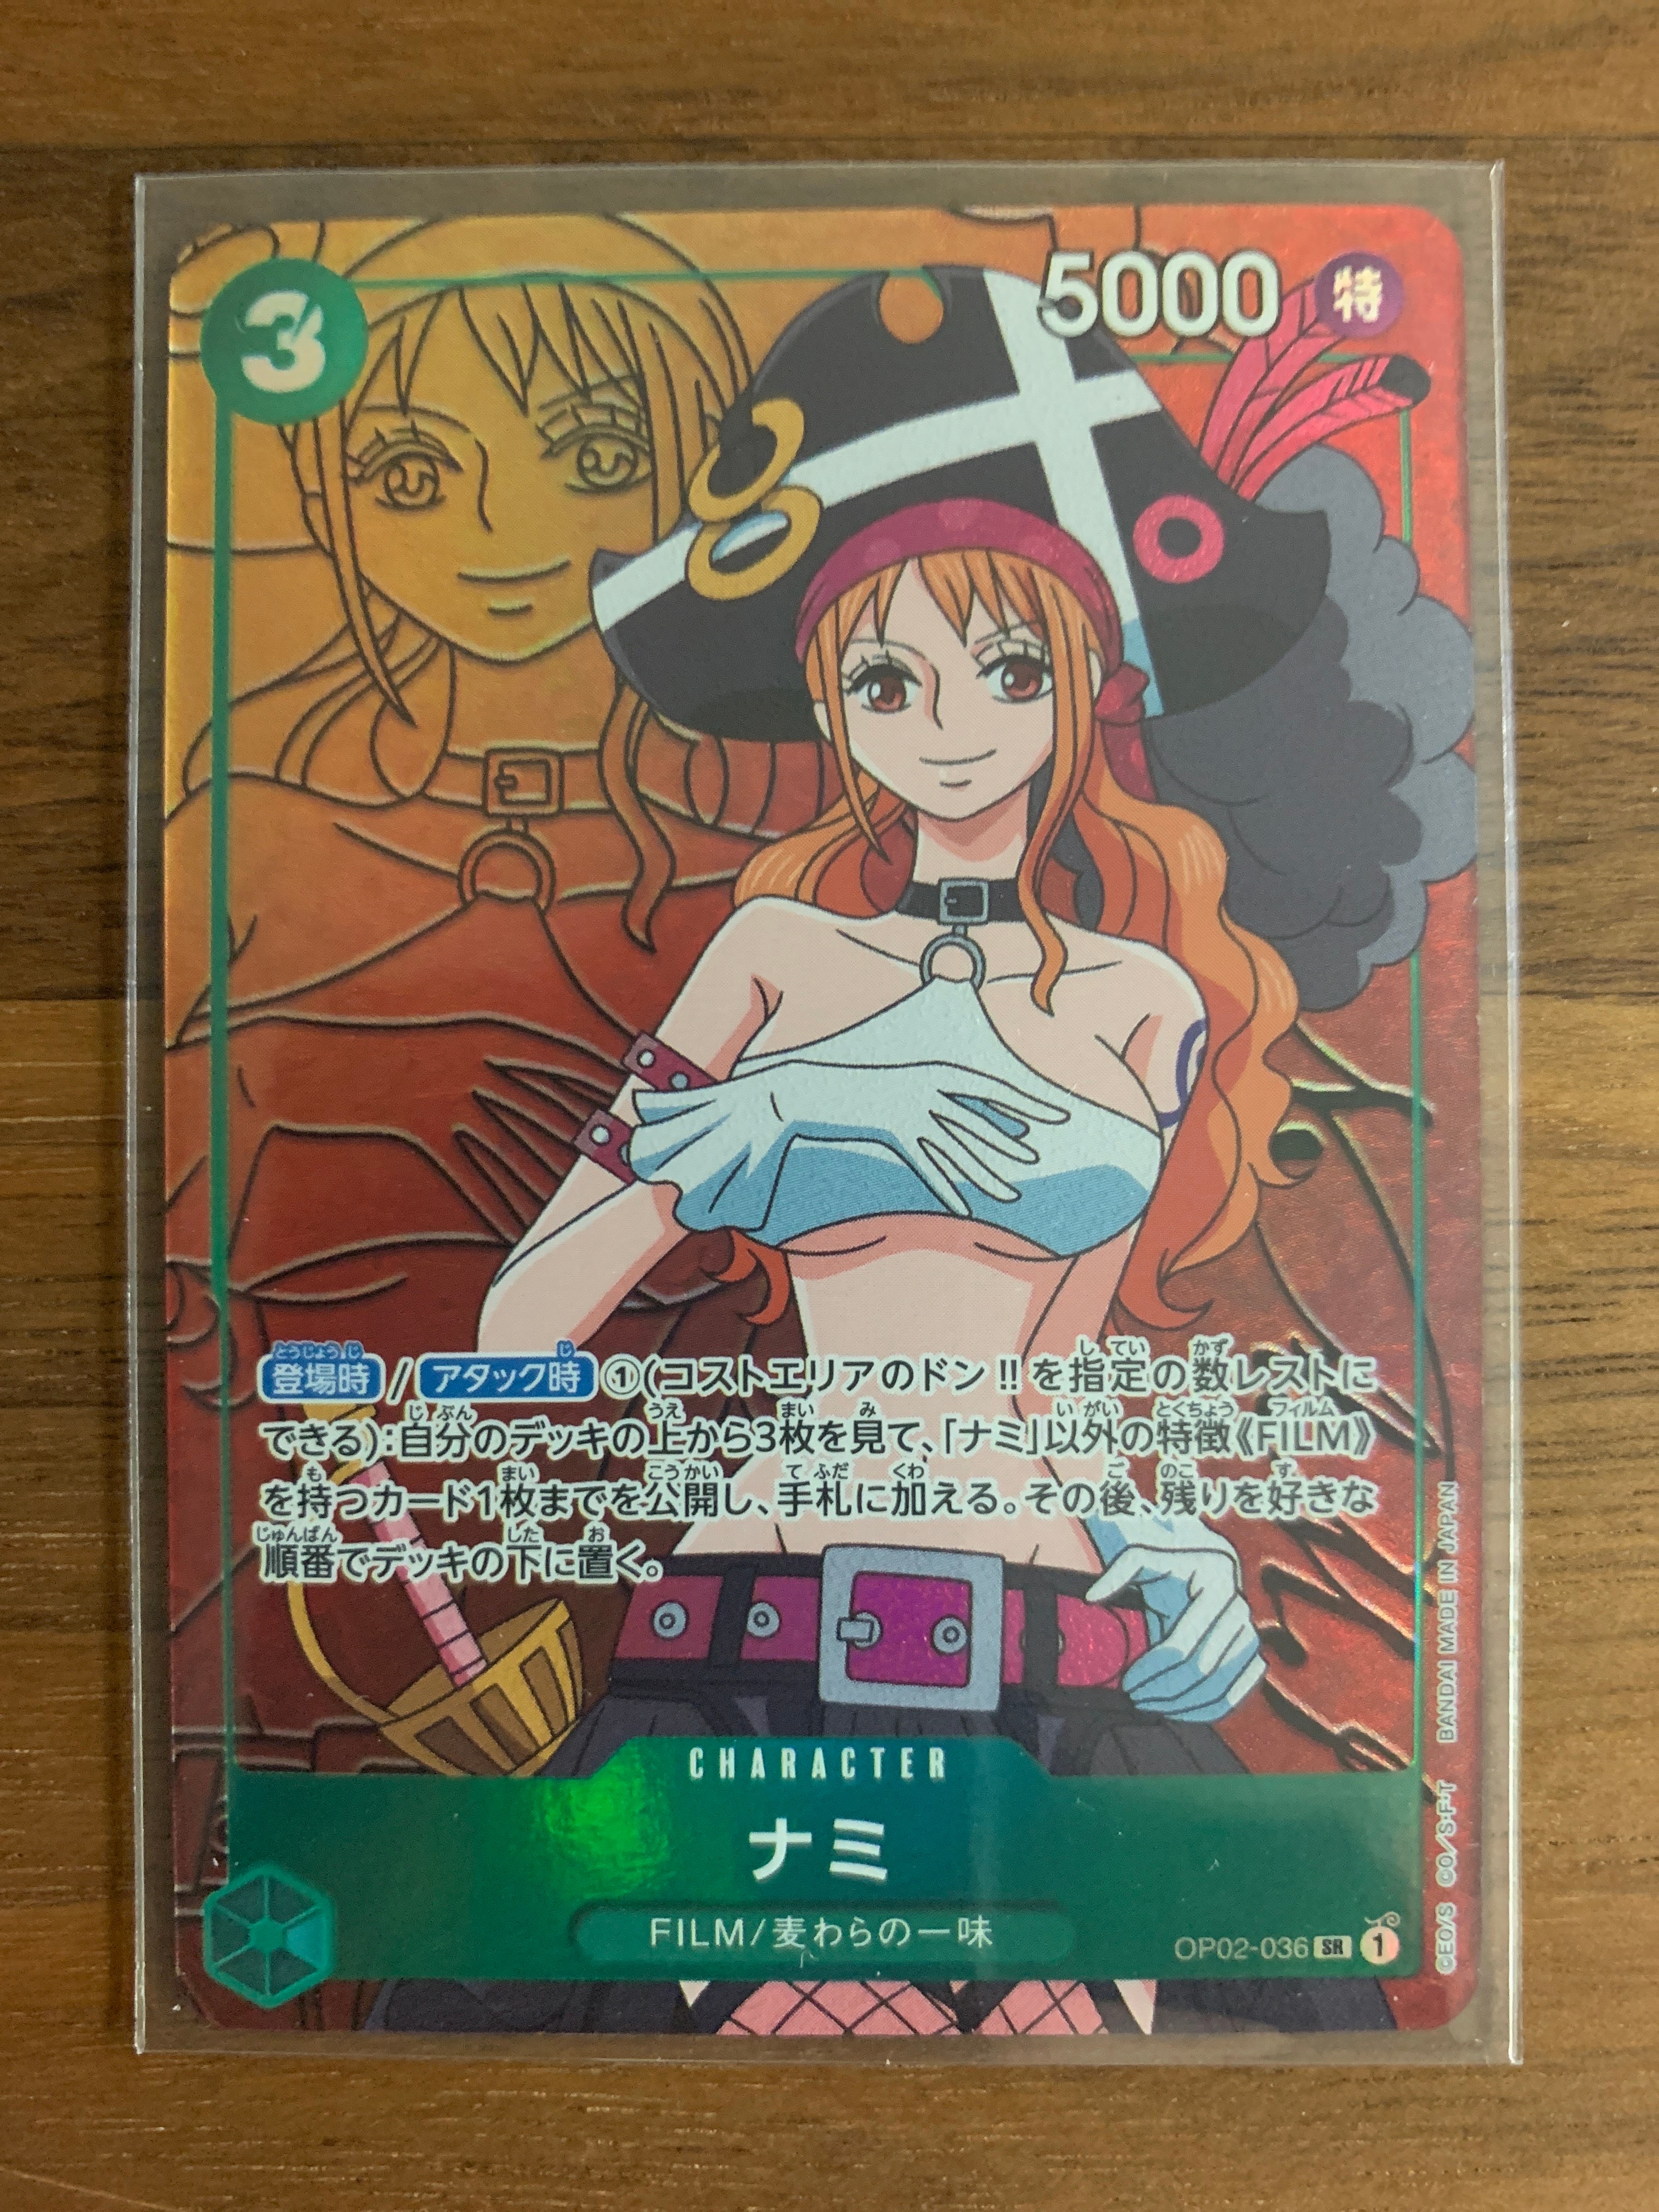 3
5000 特
登場時 / アタック時 ①(コストエリアのドン!!を指定の数レストに
できる):自分のデッキの上から3枚を見て、「ナミ」以外の特徴《FILM》
を持つカード1枚までを公開し、手札に加える。その後、残りを好きな
順番でデッキの下に置く。
CHARACTER
ナミ
FILM/麦わらの一味
OP02-036 SR 1
©EO/S ©O/S・F・T BANDAI MADE IN JAPAN